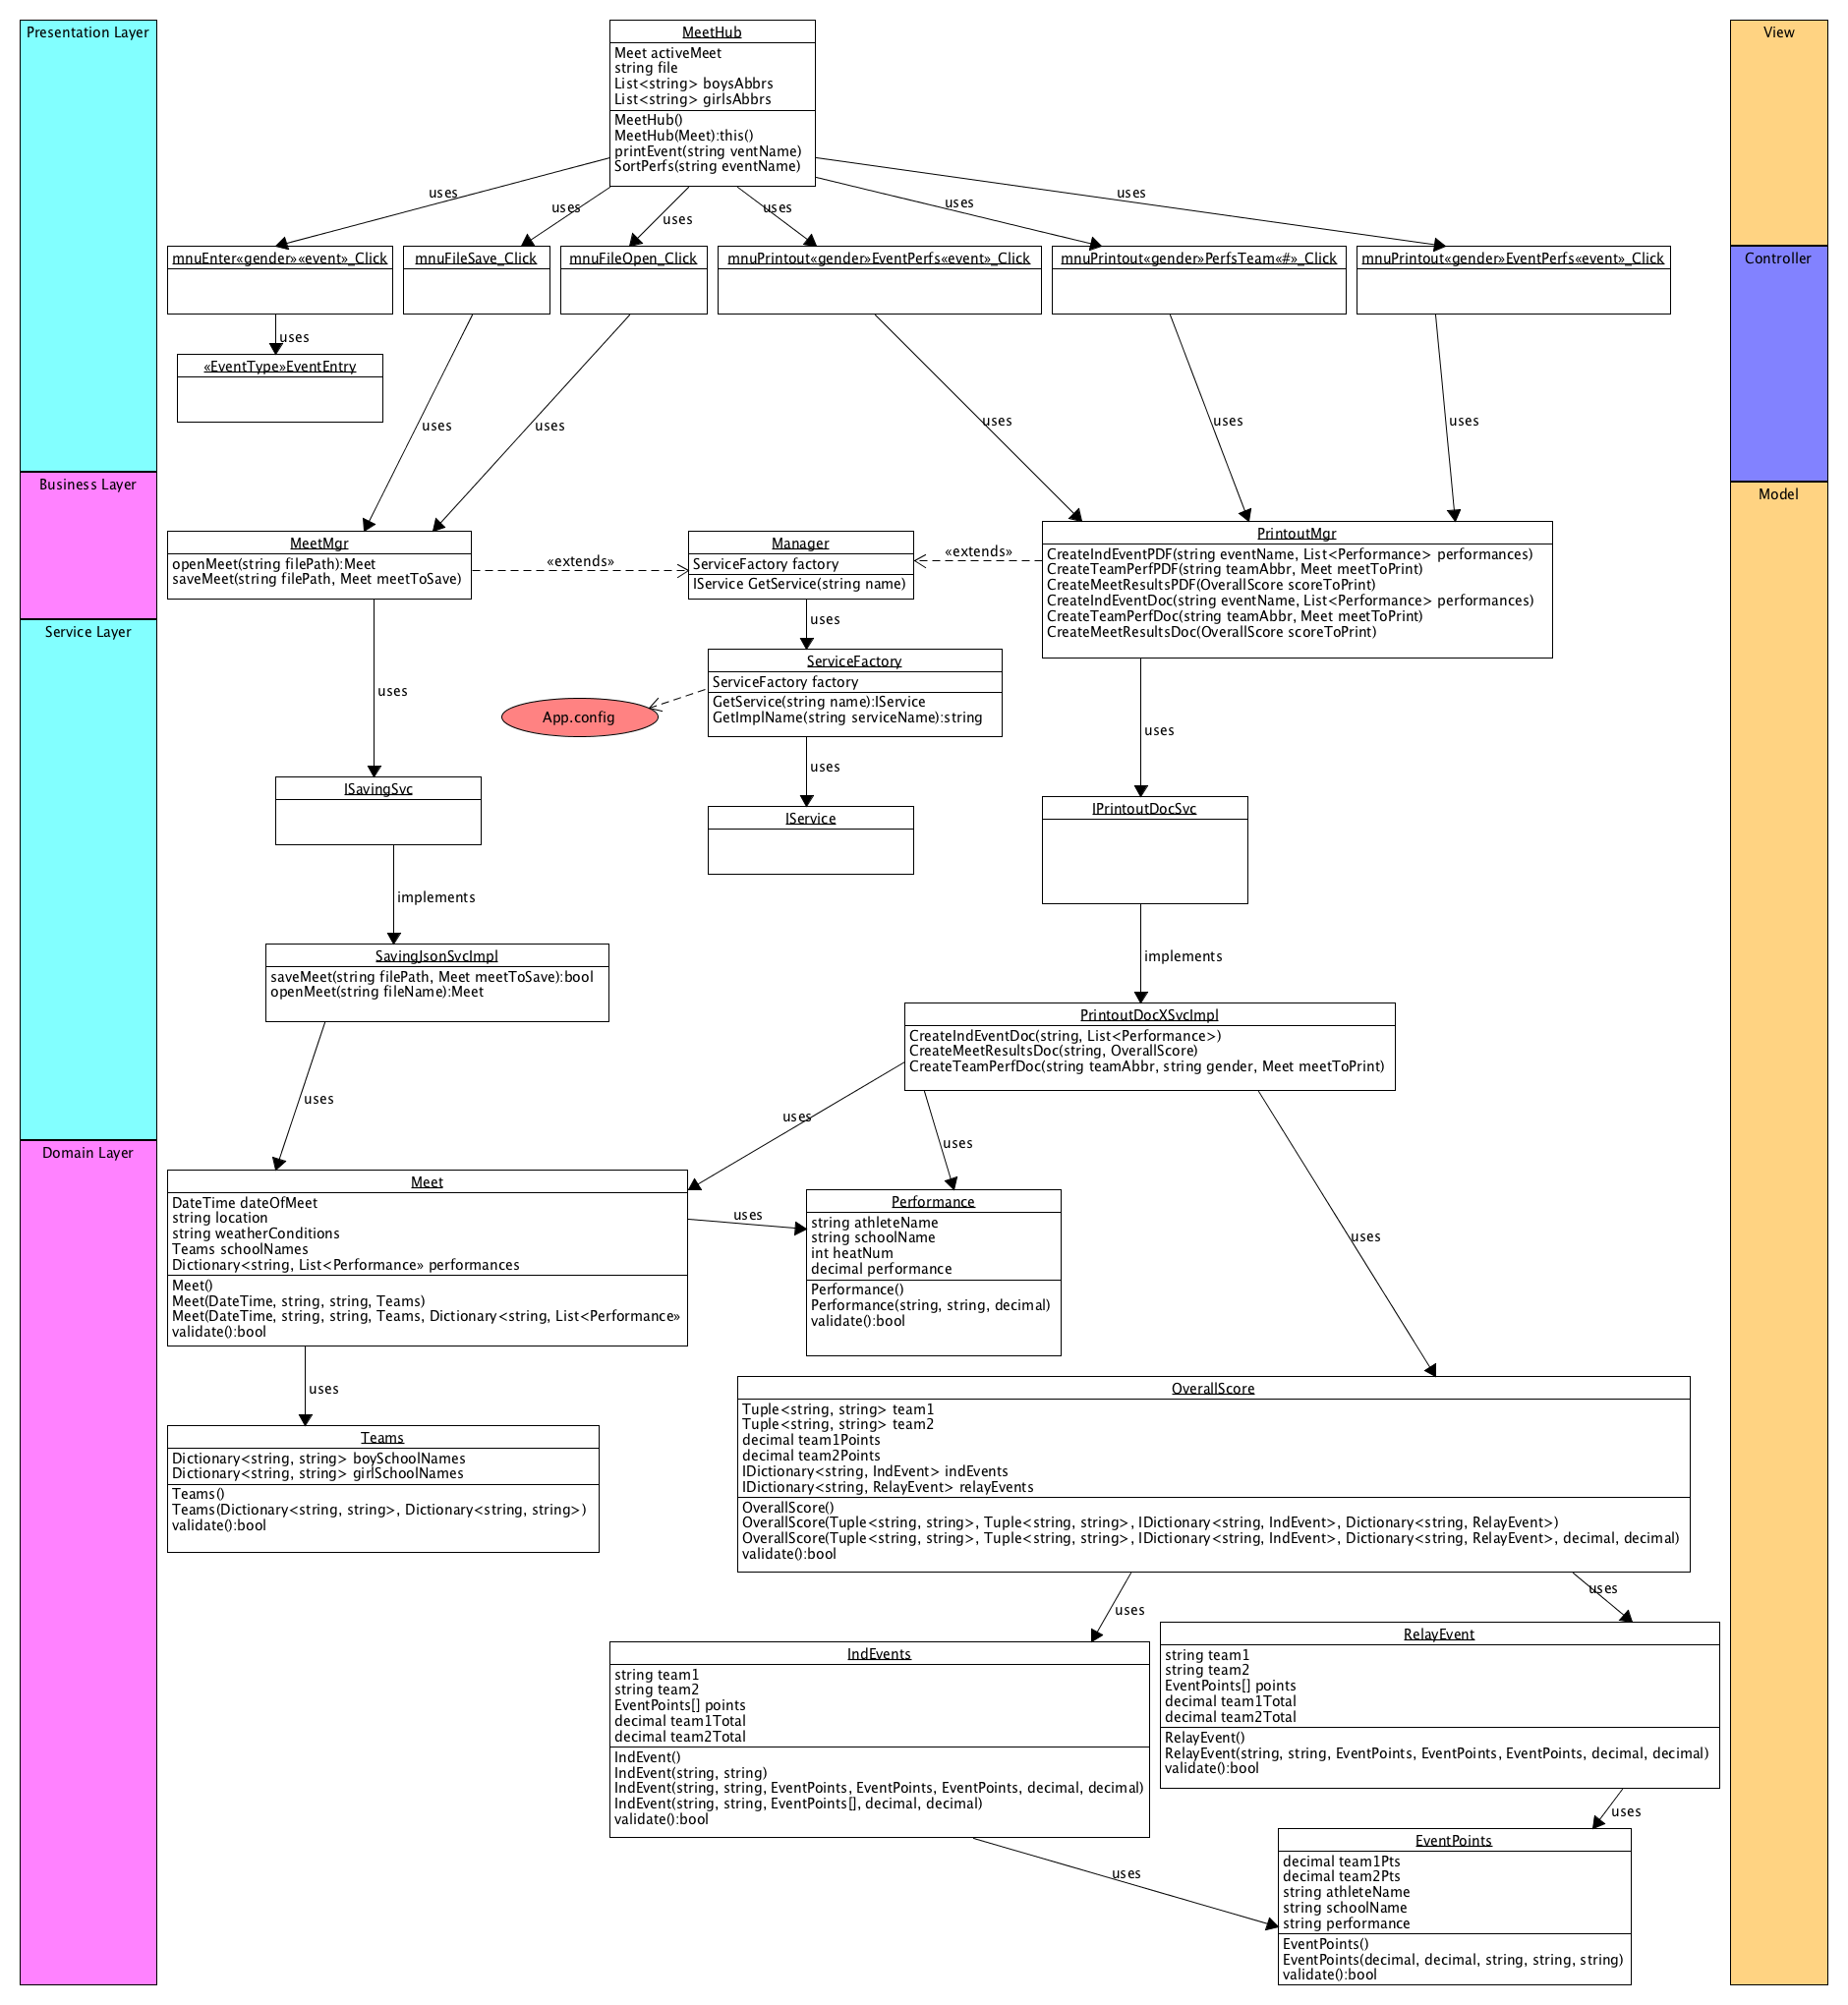 Presentation Layer
MeetHub
Meet activeMeet
string file
List<string> boysAbbrs
List<string> girlsAbbrs
MeetHub()
MeetHub(Meet):this()
printEvent(string ventName)
SortPerfs(string eventName)
View
uses
uses
uses
uses
uses
uses
mnuEnter«gender»«event»_Click
mnuFileSave_Click
mnuFileOpen_Click
mnuPrintout«gender»EventPerfs«event»_Click
mnuPrintout«gender»PerfsTeam«#»_Click
mnuPrintout«gender»EventPerfs«event»_Click
Controller
uses
«EventType»EventEntry
uses
uses
uses
uses
uses
Business Layer
Model
MeetMgr
openMeet(string filePath):Meet
saveMeet(string filePath, Meet meetToSave)
«extends»
Manager
ServiceFactory factory
IService GetService(string name)
«extends»
PrintoutMgr
CreateIndEventPDF(string eventName, List<Performance> performances)
CreateTeamPerfPDF(string teamAbbr, Meet meetToPrint)
CreateMeetResultsPDF(OverallScore scoreToPrint)
CreateIndEventDoc(string eventName, List<Performance> performances)
CreateTeamPerfDoc(string teamAbbr, Meet meetToPrint)
CreateMeetResultsDoc(OverallScore scoreToPrint)
Service Layer
uses
uses
ServiceFactory
ServiceFactory factory
GetService(string name):IService
GetImplName(string serviceName):string
App.config
uses
uses
ISavingSvc
IService
IPrintoutDocSvc
implements
implements
SavingJsonSvcImpl
saveMeet(string filePath, Meet meetToSave):bool
openMeet(string fileName):Meet
PrintoutDocXSvcImpl
CreateIndEventDoc(string, List<Performance>)
CreateMeetResultsDoc(string, OverallScore)
CreateTeamPerfDoc(string teamAbbr, string gender, Meet meetToPrint)
uses
uses
uses
uses
Domain Layer
Meet
DateTime dateOfMeet
string location
string weatherConditions
Teams schoolNames
Dictionary<string, List<Performance» performances
Meet()
Meet(DateTime, string, string, Teams)
Meet(DateTime, string, string, Teams, Dictionary<string, List<Performance»
validate():bool
uses
Performance
string athleteName
string schoolName
int heatNum
decimal performance
Performance()
Performance(string, string, decimal)
validate():bool
uses
Teams
Dictionary<string, string> boySchoolNames
Dictionary<string, string> girlSchoolNames
Teams()
Teams(Dictionary<string, string>, Dictionary<string, string>)
validate():bool
OverallScore
Tuple<string, string> team1
Tuple<string, string> team2
decimal team1Points
decimal team2Points
IDictionary<string, IndEvent> indEvents
IDictionary<string, RelayEvent> relayEvents
OverallScore()
OverallScore(Tuple<string, string>, Tuple<string, string>, IDictionary<string, IndEvent>, Dictionary<string, RelayEvent>)
OverallScore(Tuple<string, string>, Tuple<string, string>, IDictionary<string, IndEvent>, Dictionary<string, RelayEvent>, decimal, decimal)
validate():bool
uses
uses
IndEvents
string team1
string team2
EventPoints[] points
decimal team1Total
decimal team2Total
IndEvent()
IndEvent(string, string)
IndEvent(string, string, EventPoints, EventPoints, EventPoints, decimal, decimal)
IndEvent(string, string, EventPoints[], decimal, decimal)
validate():bool
RelayEvent
string team1
string team2
EventPoints[] points
decimal team1Total
decimal team2Total
RelayEvent()
RelayEvent(string, string, EventPoints, EventPoints, EventPoints, decimal, decimal)
validate():bool
uses
uses
EventPoints
decimal team1Pts
decimal team2Pts
string athleteName
string schoolName
string performance
EventPoints()
EventPoints(decimal, decimal, string, string, string)
validate():bool